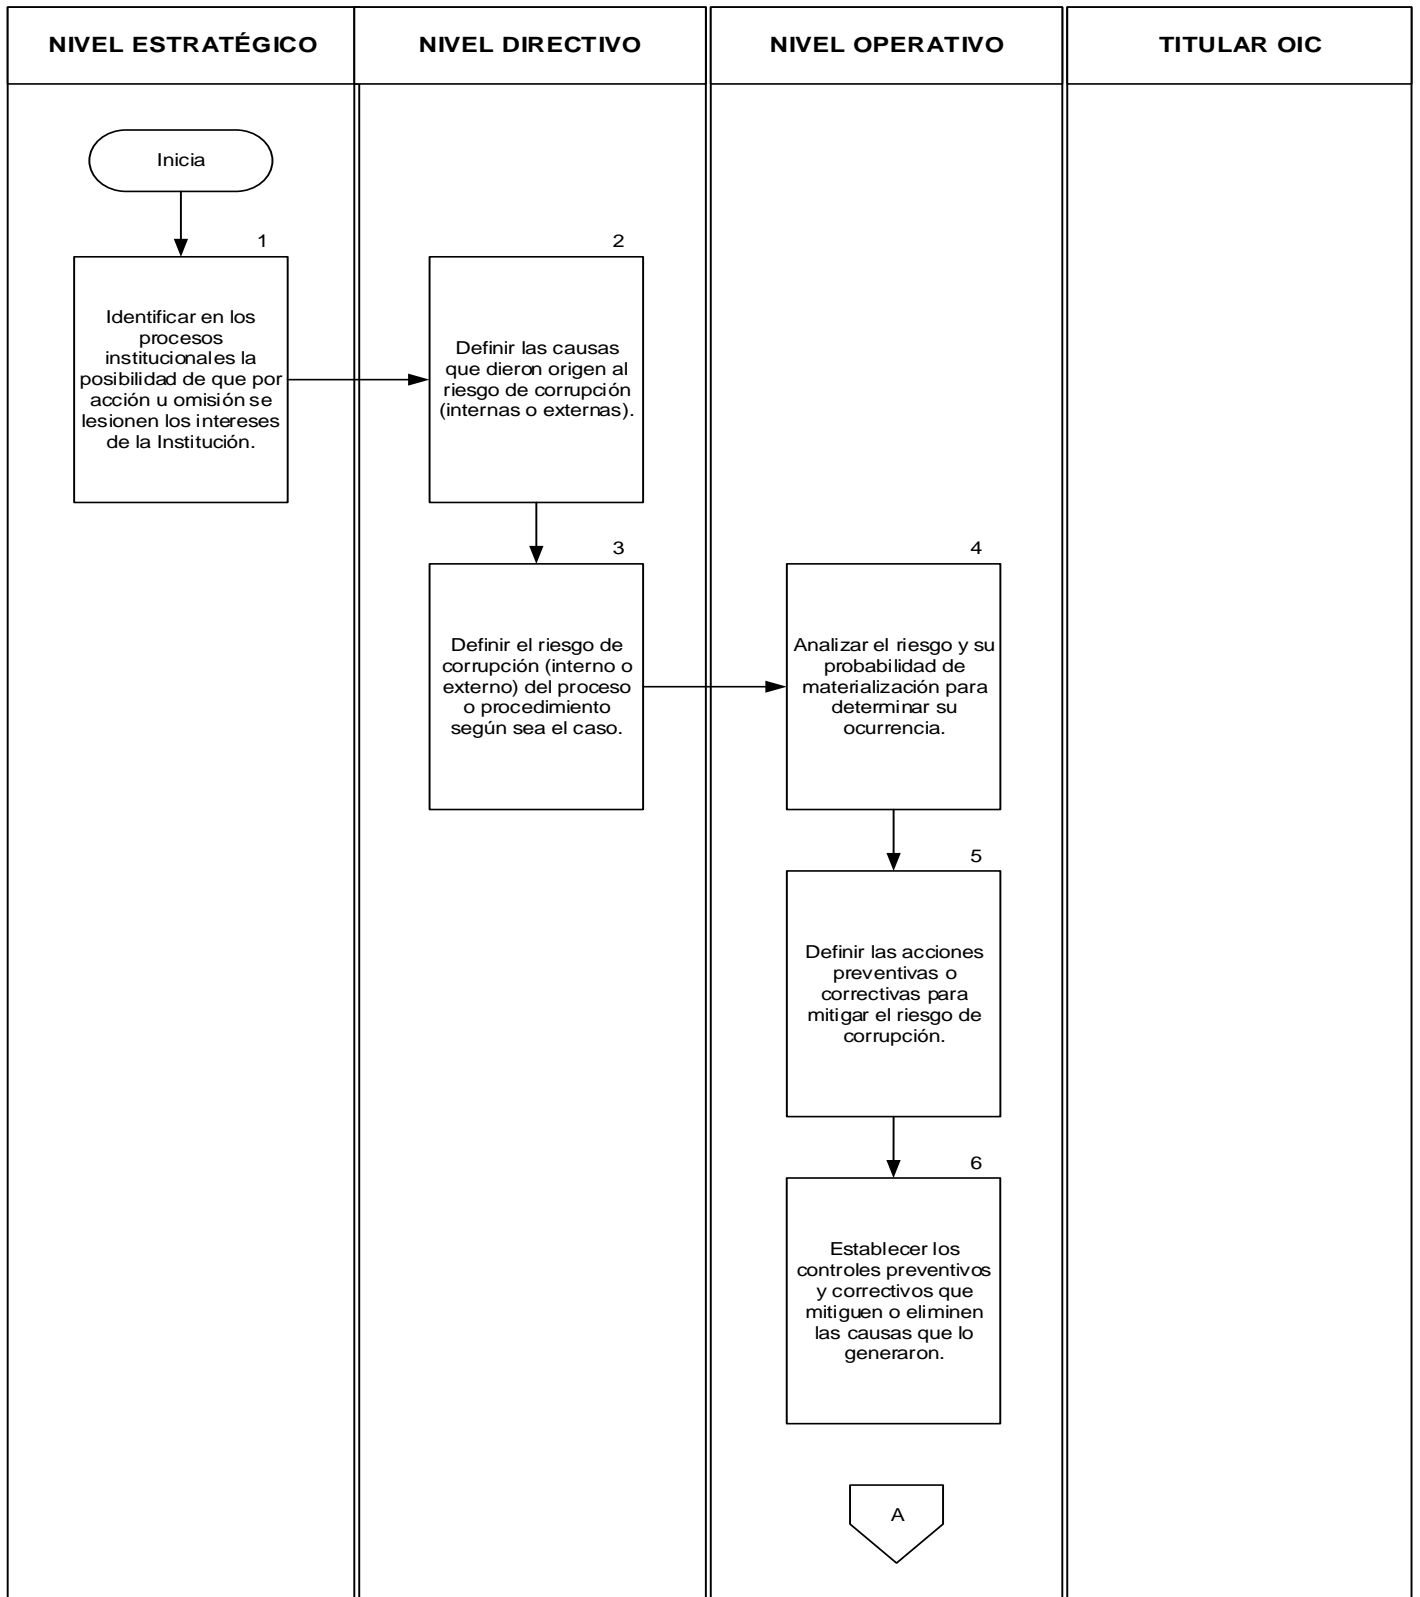 NIVEL ESTRATÉGICO
NIVEL DIRECTIVO
NIVEL OPERATIVO
TITULAR OIC
Inicia
1
Identificar en los
procesos
institucionales la
posibilidad de que por
acción u omisión se
lesionen los intereses
de la Institución.
2
Definir las causas
que dieron origen al
riesgo de corrupción
(internas o externas).
3
Definir el riesgo de
corrupción (interno o
externo) del proceso
o procedimiento
según sea el caso.
4
Analizar el riesgo y su
probabilidad de
materialización para
determinar su
ocurrencia.
5
Definir las acciones
preventivas o
correctivas para
mitigar el riesgo de
corrupción.
6
Establecer los
controles preventivos
y correctivos que
mitiguen o eliminen
las causas que lo
generaron.
A